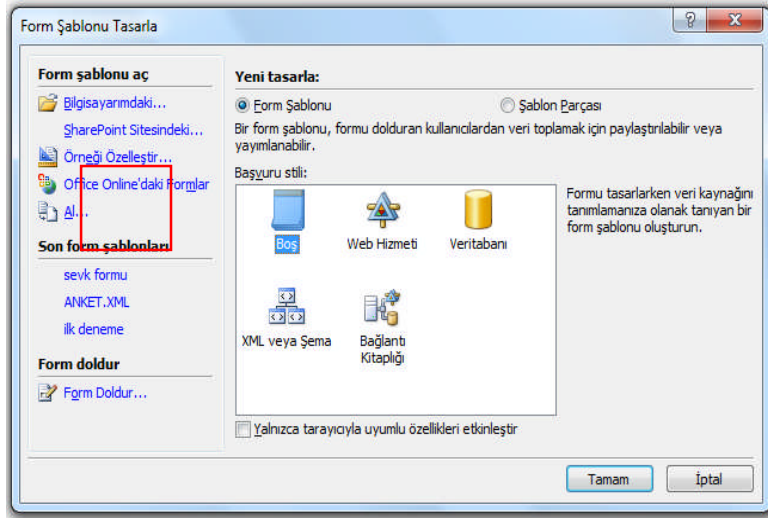 Form Şablonu Tasarla
Form şablonu aç
Bilgisayarımdaki...
SharePoint Sitesindeki...
Örneği Özelleştir...
Office Online'daki Formlar
Al...
Son form şablonları
sevk formu
ANKET.XML
ilk deneme
Form doldur
Form Doldur...
Yeni tasarla:
Form Şablonu
Şablon Parçası
Bir form şablonu, formu dolduran kullanıcılardan veri toplamak için paylaştırılabilir veya
yayımlanabilir.
Başvuru stili:
Boş
Web Hizmeti
Veritabanı
XML veya Şema
Bağlantı
Kitaplığı
Formu tasarlarken veri kaynağını
tanımlamanıza olanak tanıyan bir
form şablonu oluşturun.
Yalnızca tarayıcıyla uyumlu özellikleri etkinleştir
Tamam
İptal